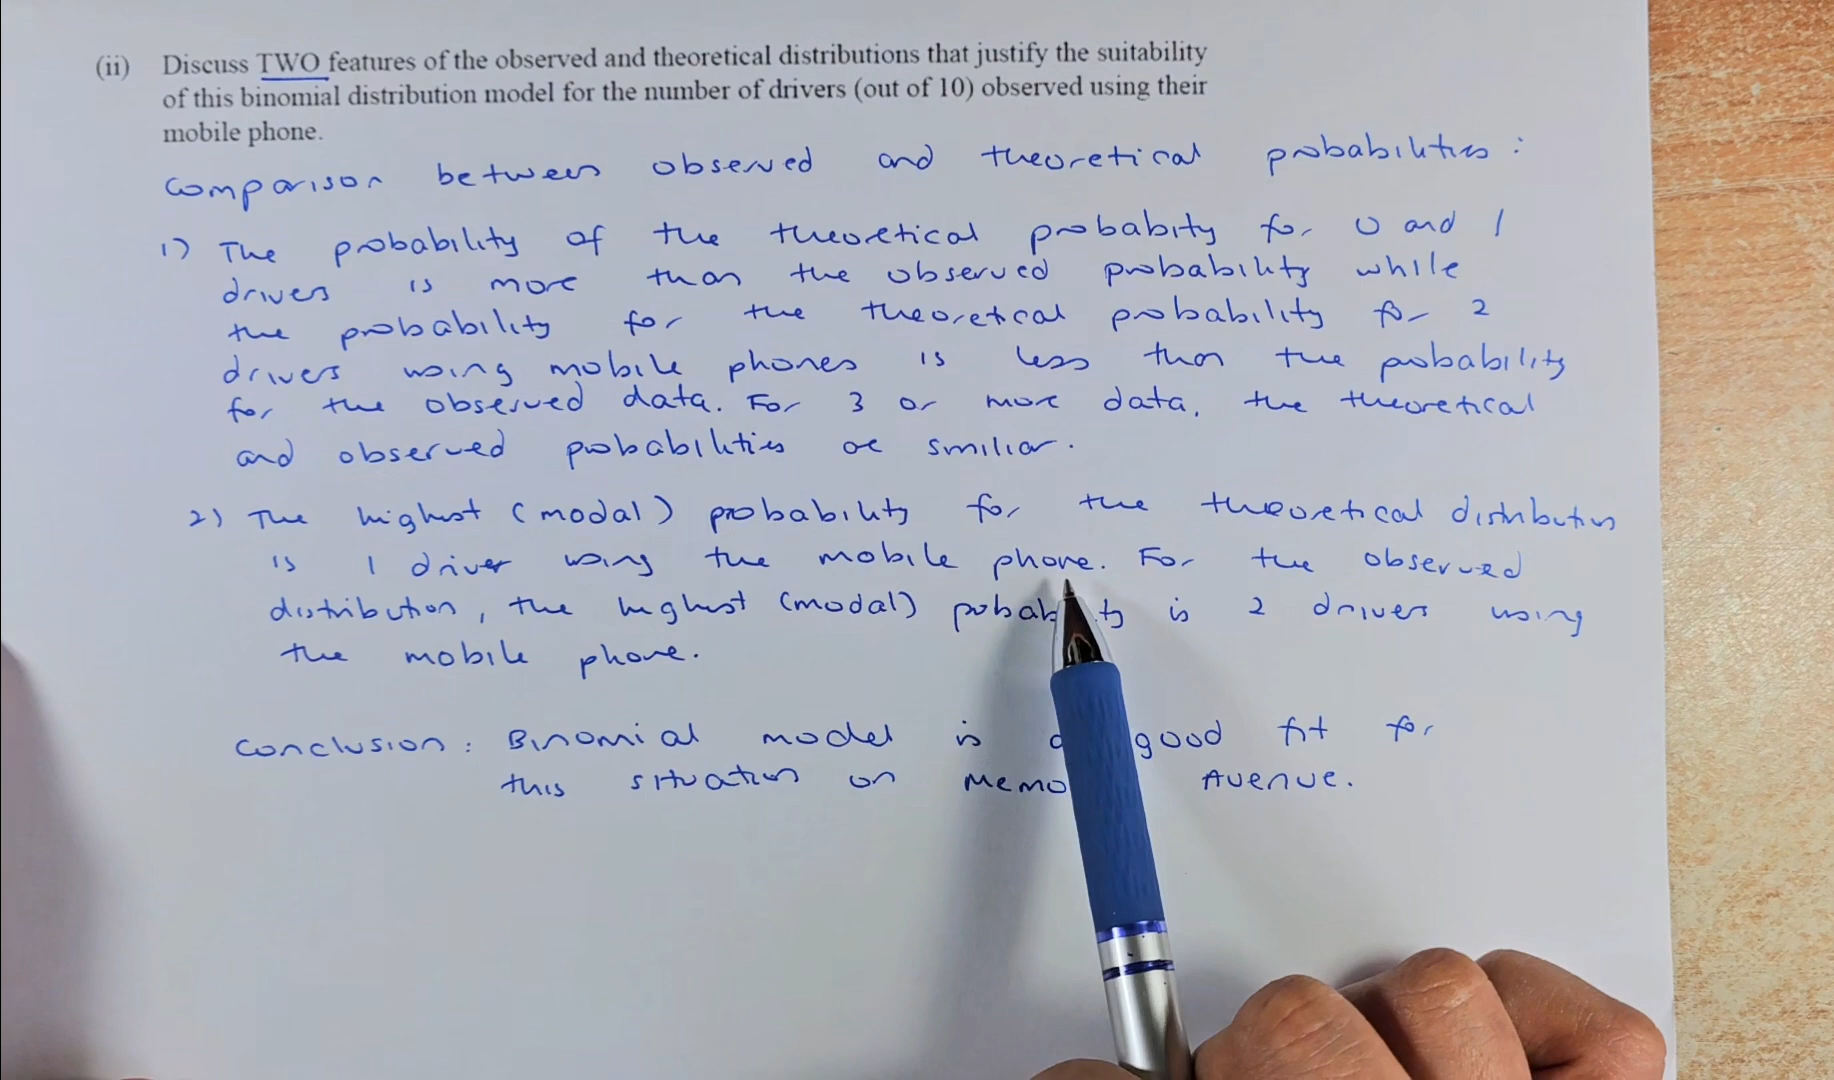 (ii) Discuss TWO features of the observed and theoretical distributions that justify the suitability
of this binomial distribution model for the number of drivers (out of 10) observed using their
mobile phone.
Comparison between observed and theoretical probabilities :
1) The probability of the theoretical probabity for 0 and 1
drivers is more than the observed probability while
the probability for the theoretical probability for 2
drivers using mobile phones is less than the probability
for the observed data. For 3 or more data, the theoretical
and observed probabilities are smiliar.
2) The highest (modal) probability for the theoretical distribution
is 1 driver using the mobile phone. For the observed
distribution, the highest (modal) is 2 drivers using
the mobile phone.
Conclusion : Binomial model is a good fit for
this situation on Avenue.